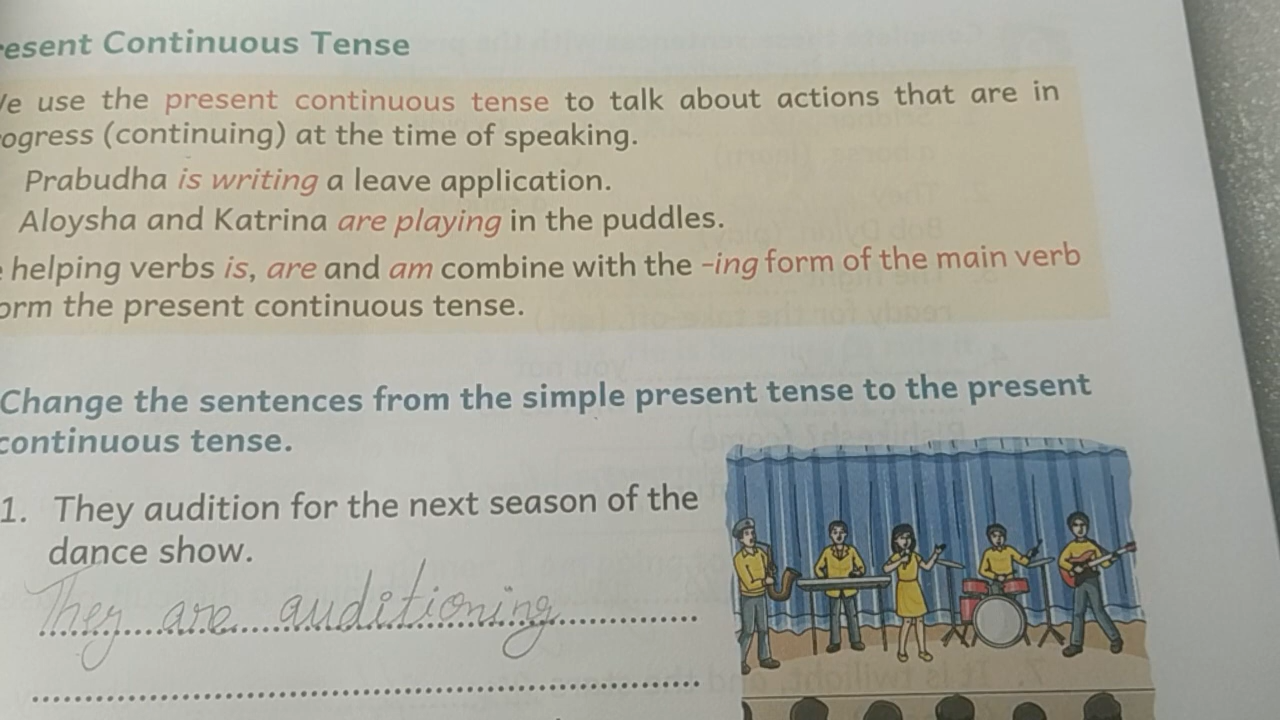 esent Continuous Tense
e use the present continuous tense to talk about actions that are in
ogress (continuing) at the time of speaking.
Prabudha is writing a leave application.
Aloysha and Katrina are playing in the puddles.
helping verbs is, are and am combine with the -ing form of the main verb
orm the present continuous tense.
Change the sentences from the simple present tense to the present
continuous tense.
1. They audition for the next season of the
dance show.
They are auditioning